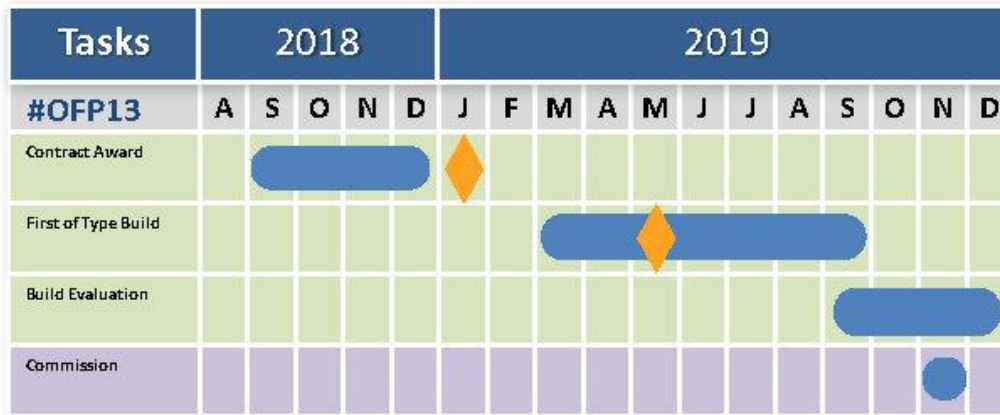 Tasks 2018 2019
#OFP13 A S O N D J F M A M J J A S O N D
Contract Award
First of Type Build
Build Evaluation
Commission